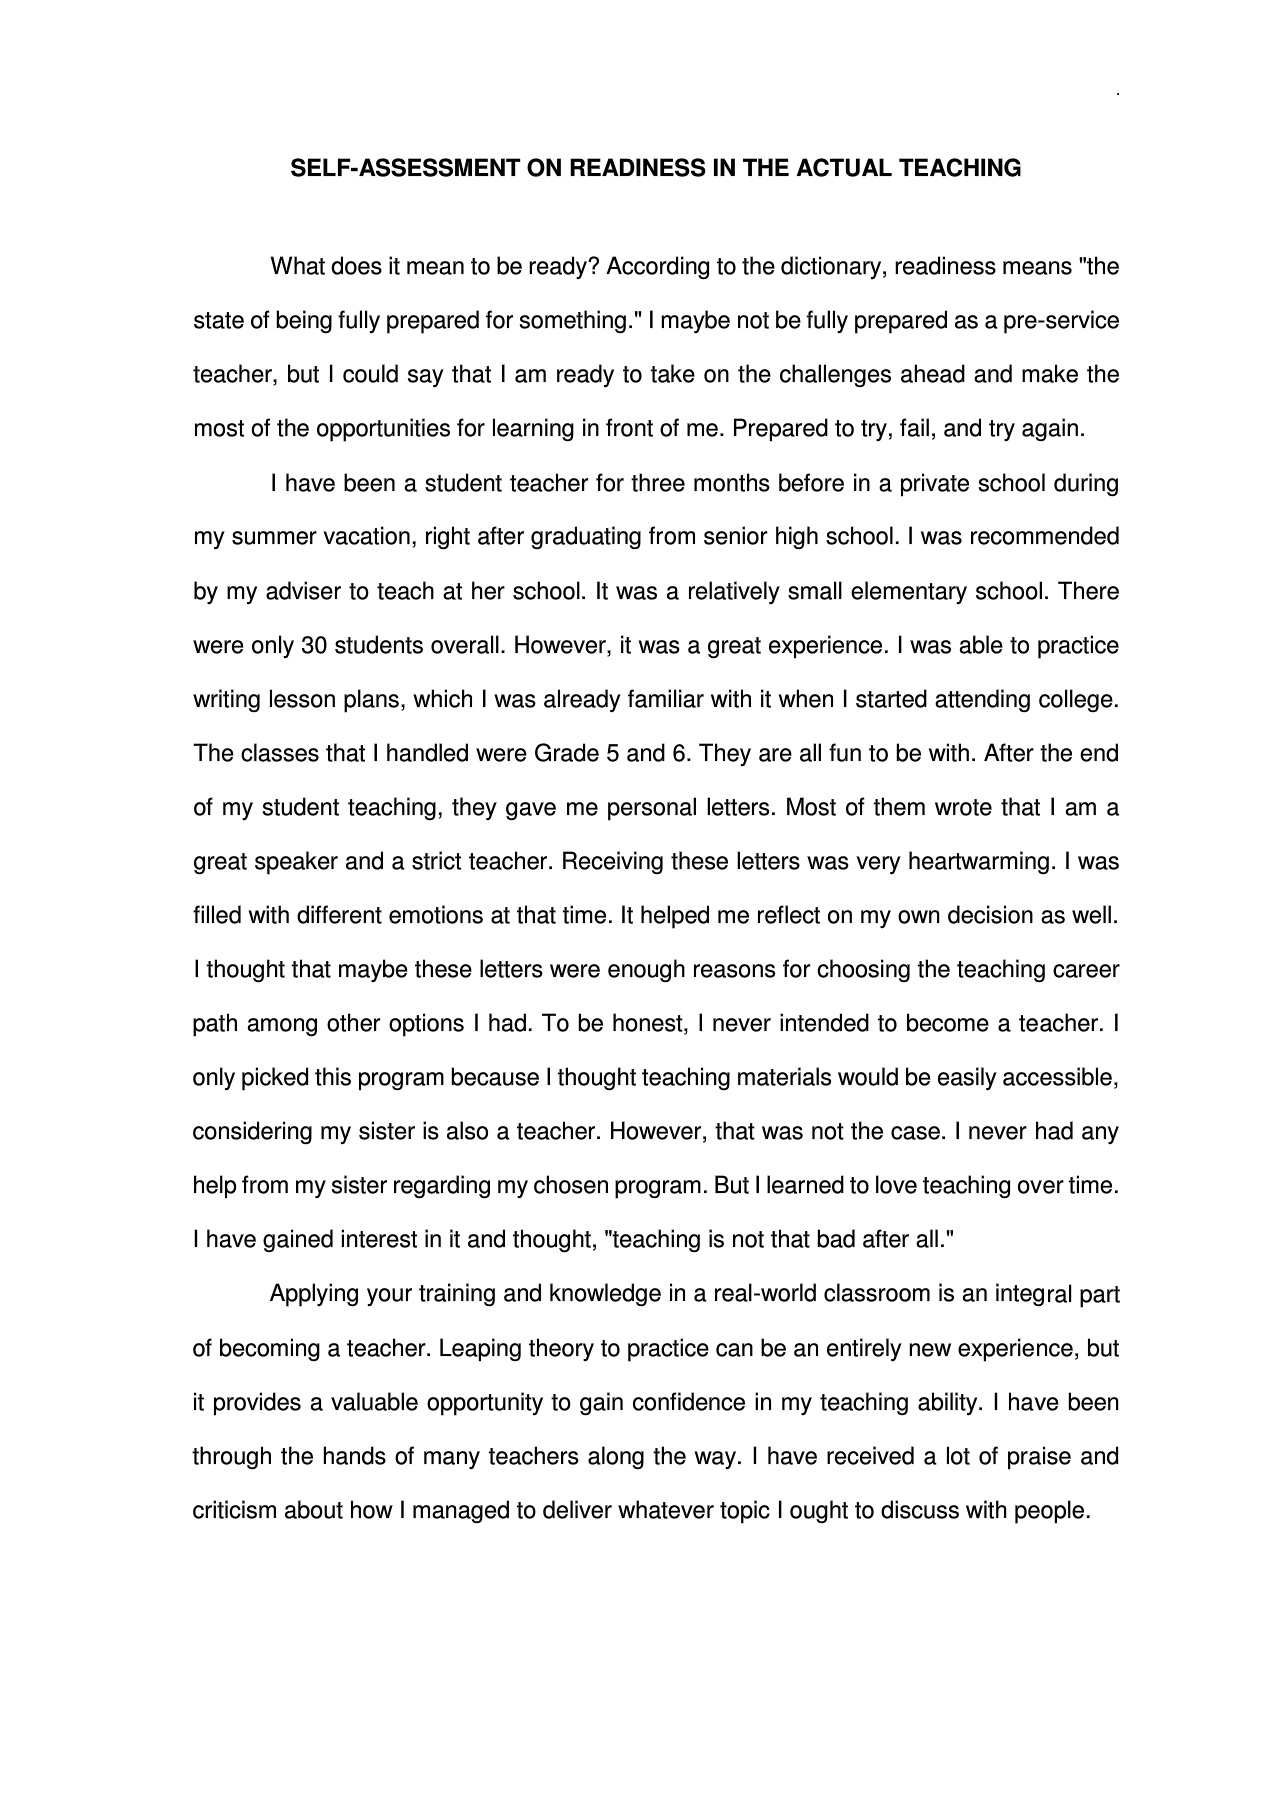 SELF-ASSESSMENT ON READINESS IN THE ACTUAL TEACHING
What does it mean to be ready? According to the dictionary, readiness means "the
state of being fully prepared for something." I maybe not be fully prepared as a pre-service
teacher, but I could say that I am ready to take on the challenges ahead and make the
most of the opportunities for learning in front of me. Prepared to try, fail, and try again.
I have been a student teacher for three months before in a private school during
my summer vacation, right after graduating from senior high school. I was recommended
by my adviser to teach at her school. It was a relatively small elementary school. There
were only 30 students overall. However, it was a great experience. I was able to practice
writing lesson plans, which I was already familiar with it when I started attending college.
The classes that I handled were Grade 5 and 6. They are all fun to be with. After the end
of my student teaching, they gave me personal letters. Most of them wrote that I am a
great speaker and a strict teacher. Receiving these letters was very heartwarming. I was
filled with different emotions at that time. It helped me reflect on my own decision as well.
I thought that maybe these letters were enough reasons for choosing the teaching career
path among other options I had. To be honest, I never intended to become a teacher. I
only picked this program because I thought teaching materials would be easily accessible,
considering my sister is also a teacher. However, that was not the case. I never had any
help from my sister regarding my chosen program. But I learned to love teaching over time.
I have gained interest in it and thought, "teaching is not that bad after all."
Applying your training and knowledge in a real-world classroom is an integral part
of becoming a teacher. Leaping theory to practice can be an entirely new experience, but
it provides a valuable opportunity to gain confidence in my teaching ability. I have been
through the hands of many teachers along the way. I have received a lot of praise and
criticism about how I managed to deliver whatever topic I ought to discuss with people.